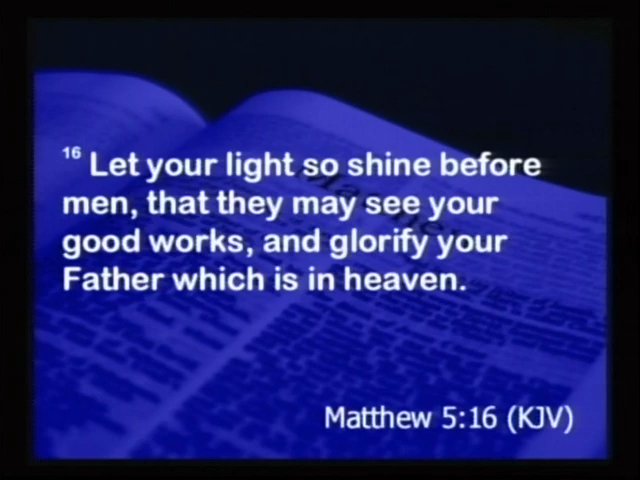 16 Let your light so shine before
men, that they may see your
good works, and glorify your
Father which is in heaven.
Matthew 5:16 (KJV)